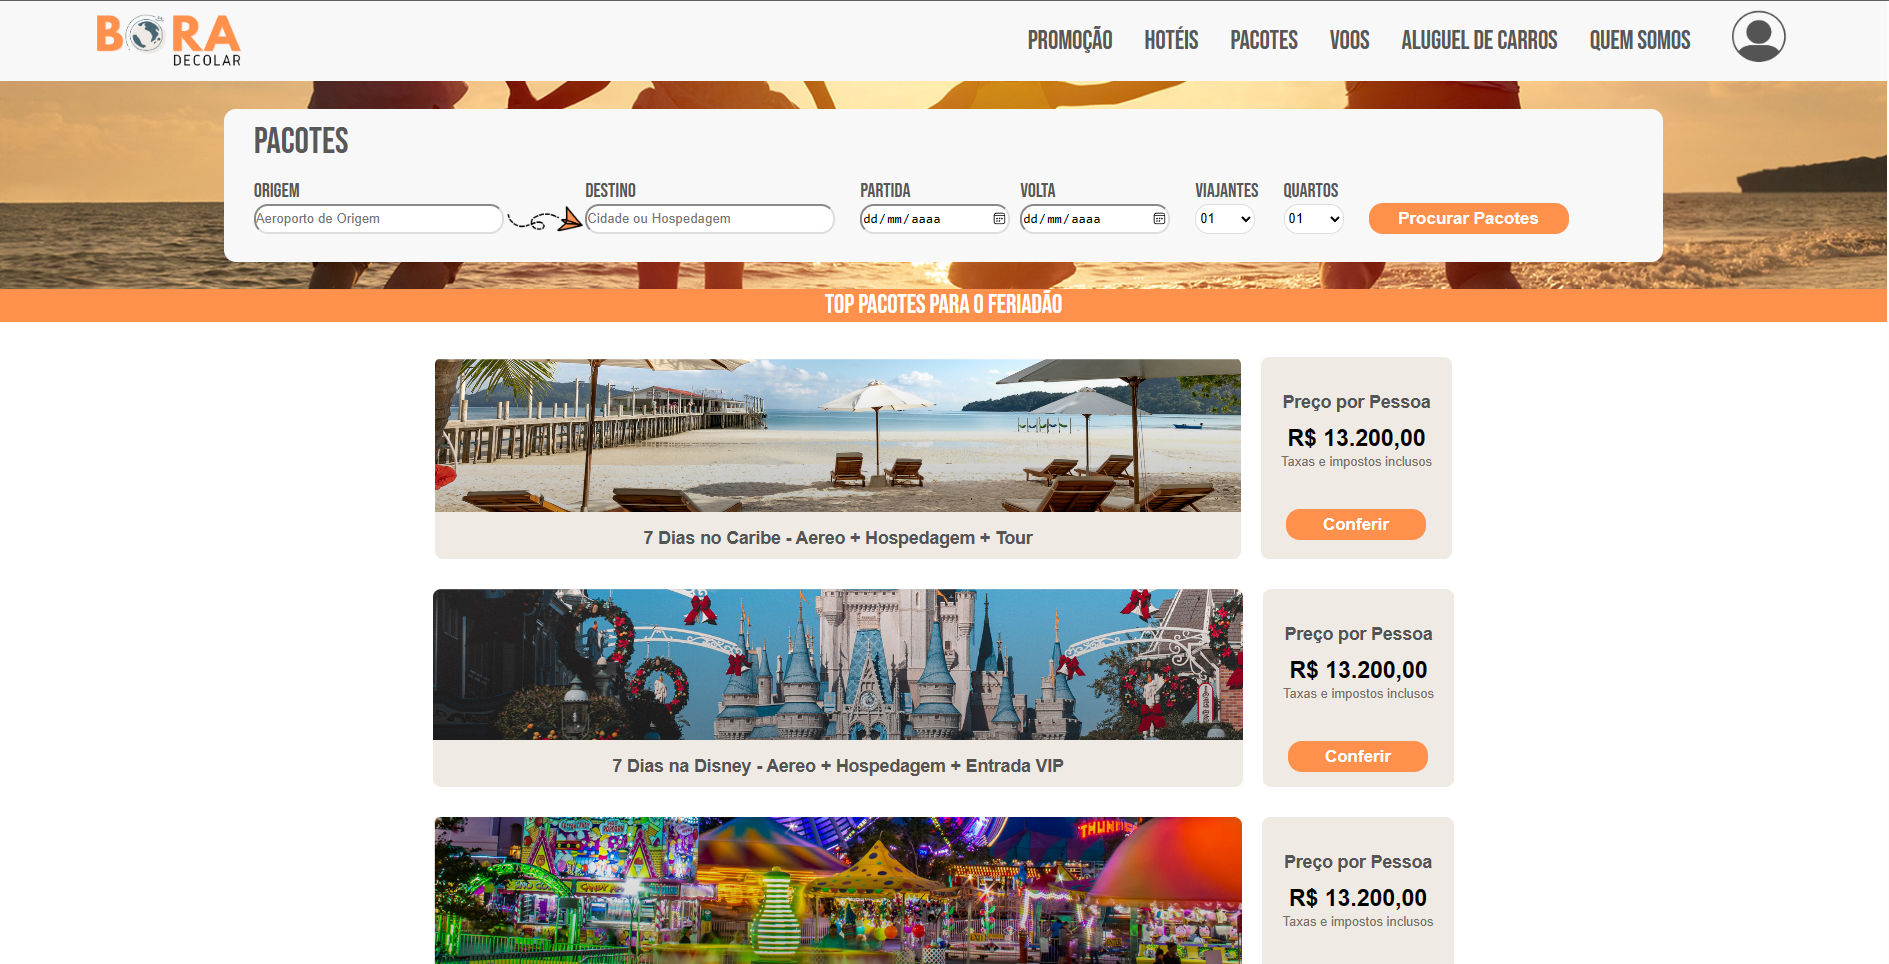 BORA
DECOLAR
PROMOÇÃO HOTÉIS PACOTES VOOS ALUGUEL DE CARROS QUEM SOMOS
PACOTES
ORIGEM DESTINO PARTIDA VOLTA VIAJANTES QUARTOS
Aeroporto de Origem Cidade ou Hospedagem dd/mm/aaaa dd/mm/aaaa 01 01 Procurar Pacotes
TOP PACOTES PARA O FERIADÃO
Preço por Pessoa
R$ 13.200,00
Taxas e impostos inclusos
Conferir
7 Dias no Caribe - Aereo + Hospedagem + Tour
Preço por Pessoa
R$ 13.200,00
Taxas e impostos inclusos
Conferir
7 Dias na Disney - Aereo + Hospedagem + Entrada VIP
Preço por Pessoa
R$ 13.200,00
Taxas e impostos inclusos
CANDY